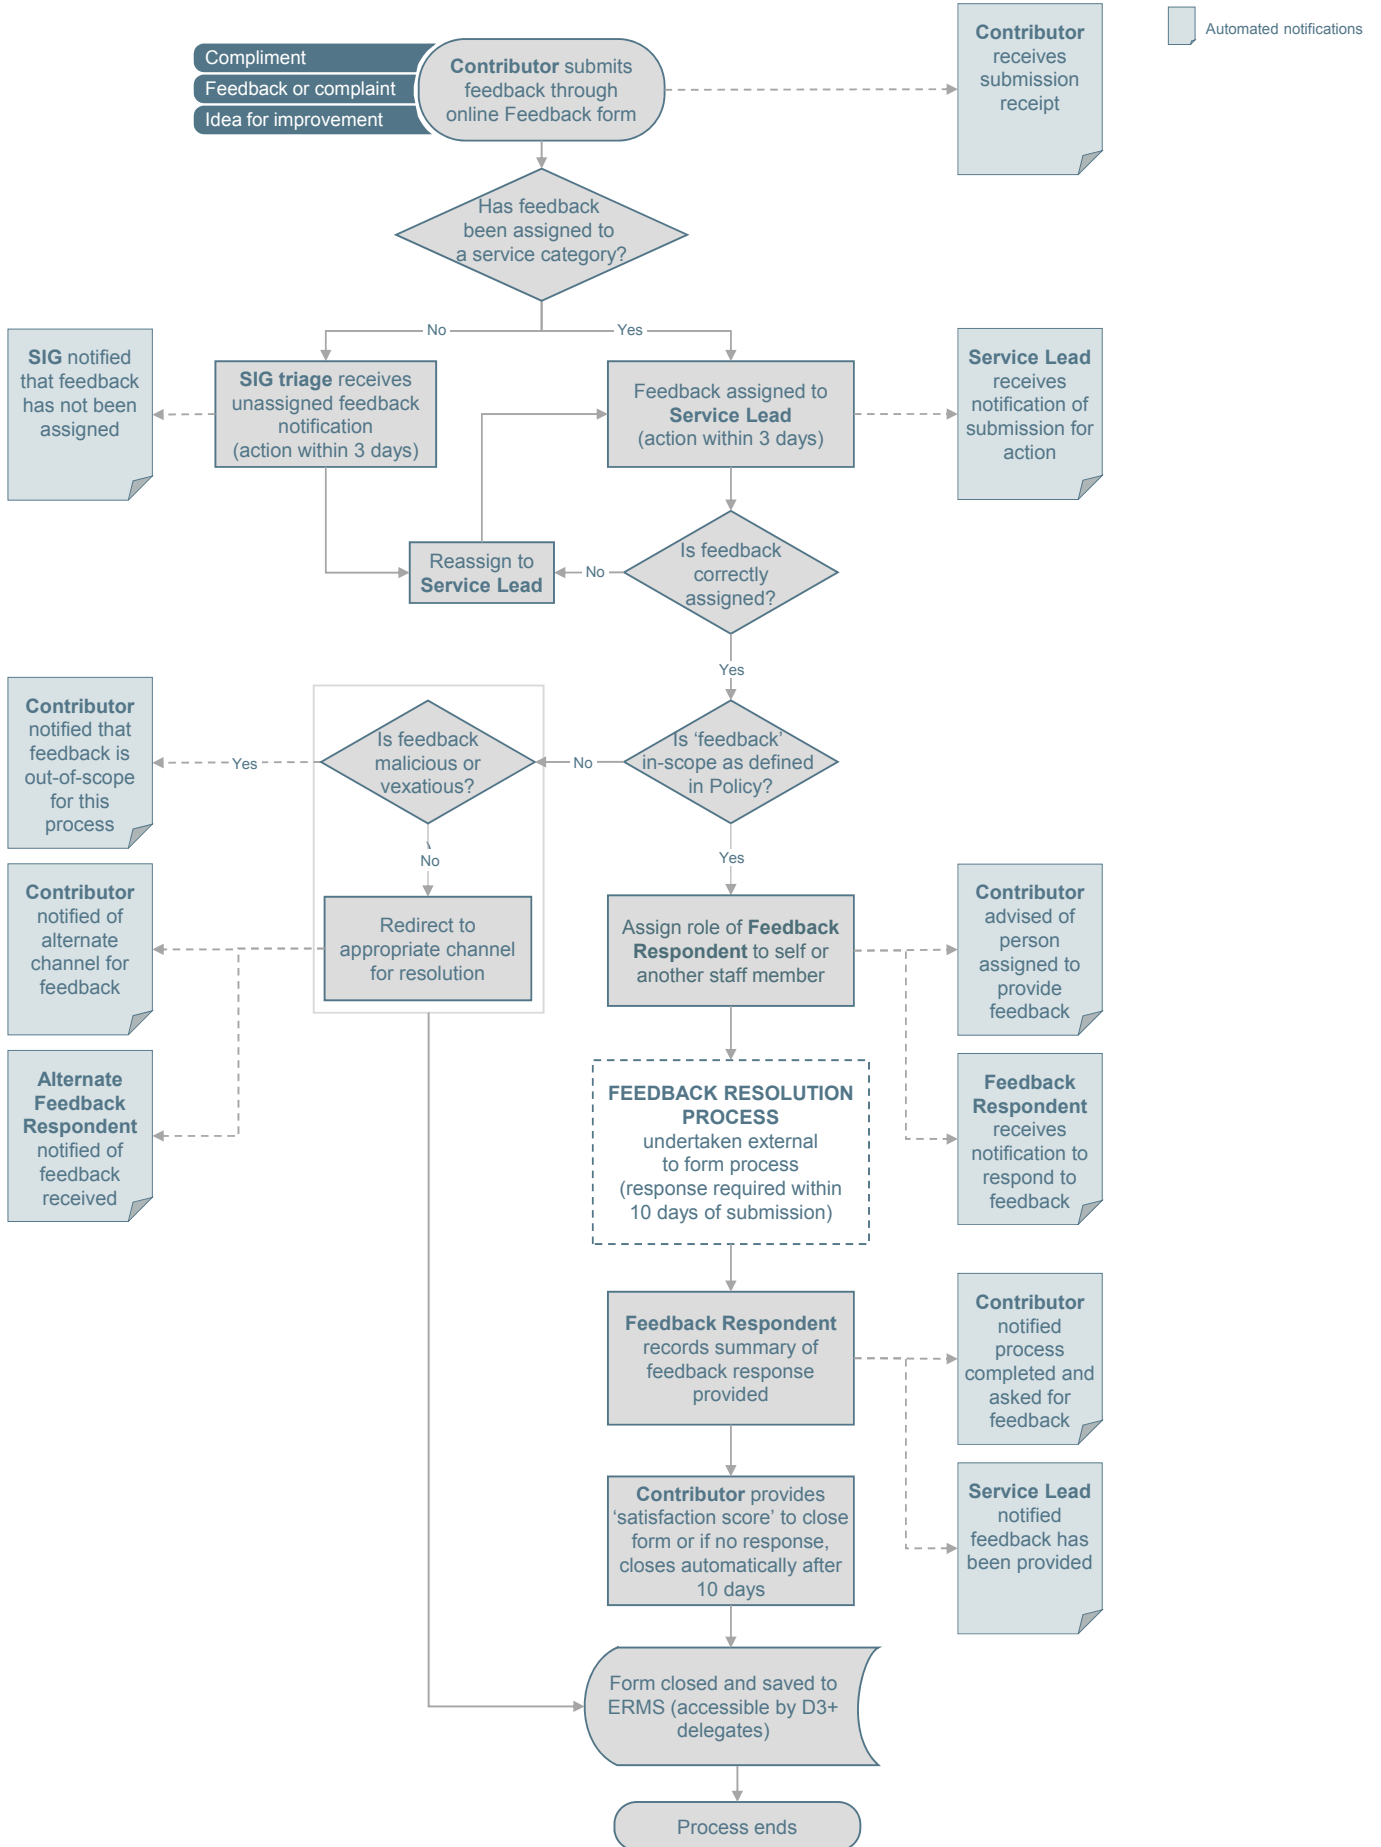 Automated notifications
Compliment
Feedback or complaint
Idea for improvement
Contributor submits
feedback through
online Feedback form
Contributor
receives
submission
receipt
Has feedback
been assigned to
a service category?
No
Yes
SIG notified
that feedback
has not been
assigned
SIG triage receives
unassigned feedback
notification
(action within 3 days)
Feedback assigned to
Service Lead
(action within 3 days)
Service Lead
receives
notification of
submission for
action
Reassign to
Service Lead
No
Is feedback
correctly
assigned?
Yes
Contributor
notified that
feedback is
out-of-scope
for this
process
Yes
Is feedback
malicious or
vexatious?
No
Is ‘feedback’
in-scope as defined
in Policy?
No
Yes
Contributor
notified of
alternate
channel for
feedback
Redirect to
appropriate channel
for resolution
Assign role of Feedback
Respondent to self or
another staff member
Contributor
advised of
person
assigned to
provide
feedback
Alternate
Feedback
Respondent
notified of
feedback
received
FEEDBACK RESOLUTION
PROCESS
undertaken external
to form process
(response required within
10 days of submission)
Feedback
Respondent
receives
notification to
respond to
feedback
Feedback Respondent
records summary of
feedback response
provided
Contributor
notified
process
completed and
asked for
feedback
Contributor provides
‘satisfaction score’ to close
form or if no response,
closes automatically after
10 days
Service Lead
notified
feedback has
been provided
Form closed and saved to
ERMS (accessible by D3+
delegates)
Process ends